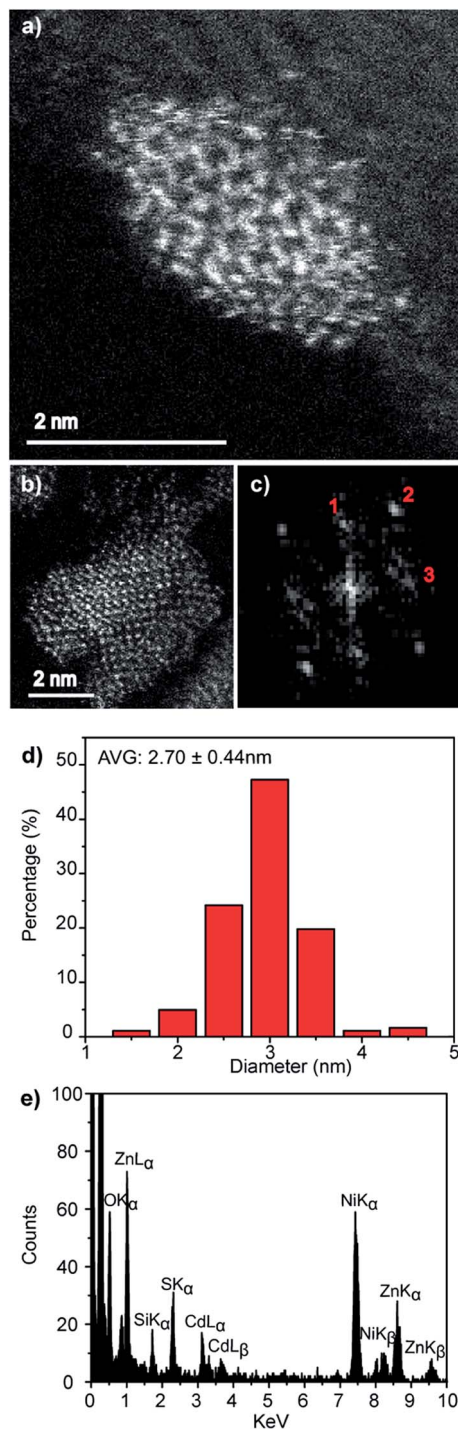 a)
2 nm
b)
2 nm
c)
1
2
3
d)
AVG: 2.70 ± 0.44nm
Percentage (%)
50
40
30
20
10
0
1
2
3
4
5
Diameter (nm)
e)
Counts
100
80
60
40
20
0
ZnLα
OKα
SiKα
SKα
CdLα
CdLβ
NiKα
NiKβ
ZnKα
ZnKβ
0 1 2 3 4 5 6 7 8 9 10
KeV